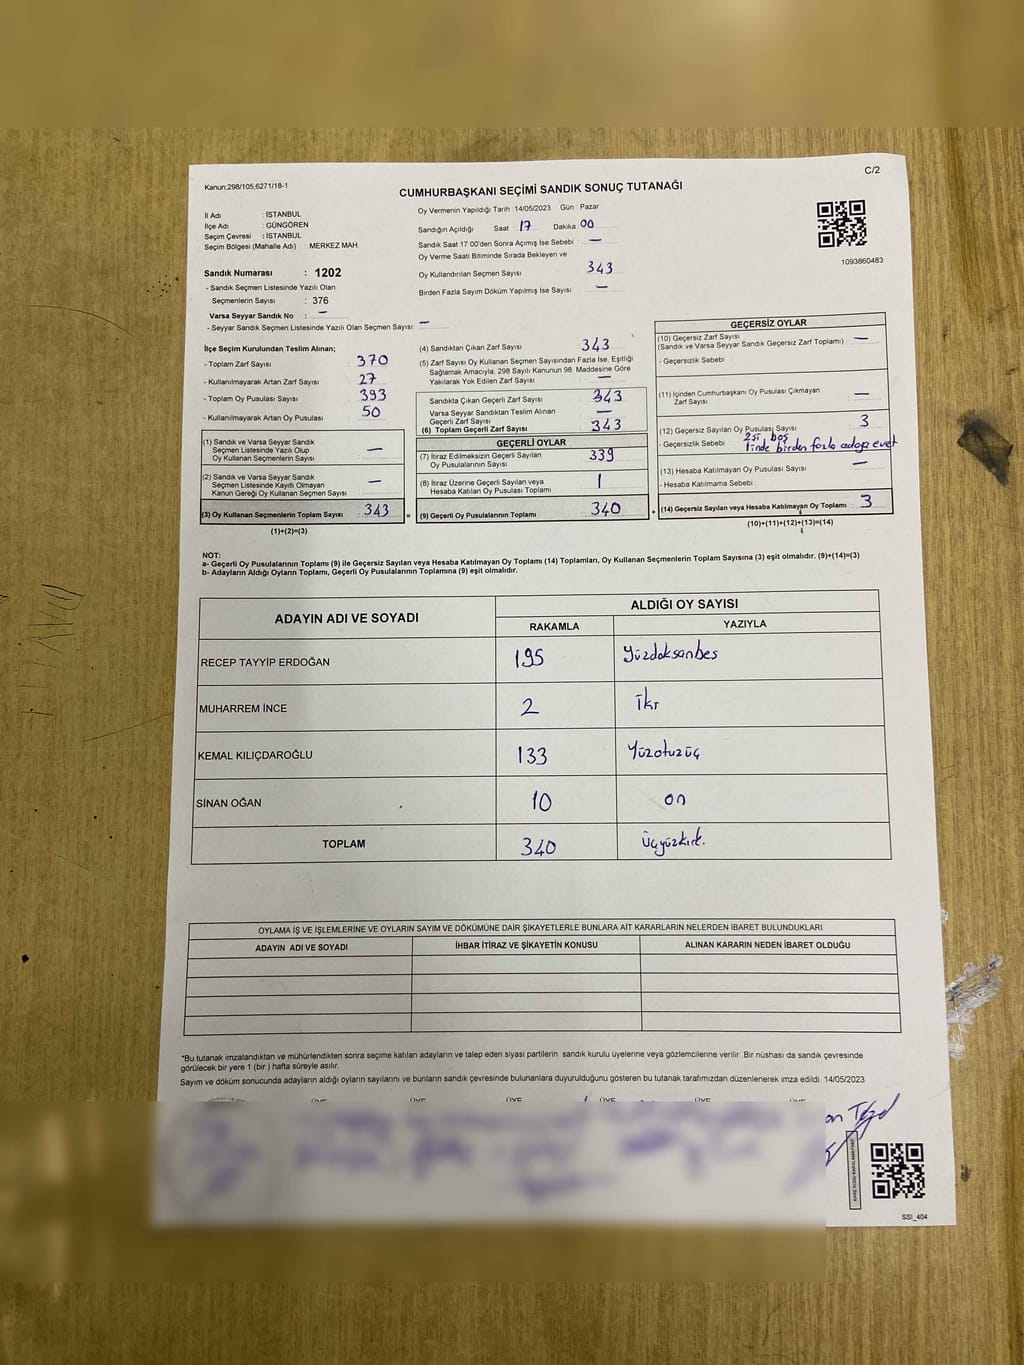 Kanun;298/105,6271/18-1
C/2
CUMHURBAŞKANI SEÇİMİ SANDIK SONUÇ TUTANAĞI
İl Adı : İSTANBUL
İlçe Adı : GÜNGÖREN
Seçim Çevresi : İSTANBUL
Seçim Bölgesi (Mahalle Adı) : MERKEZ MAH.
Sandık Numarası : 1202
- Sandık Seçmen Listesinde Yazılı Olan
Seçmenlerin Sayısı : 376
Varsa Seyyar Sandık No : —
- Seyyar Sandık Seçmen Listesinde Yazılı Olan Seçmen Sayısı: —
Oy Vermenin Yapıldığı Tarih :14/05/2023 Gün : Pazar
Sandığın Açıldığı Saat 17 Dakika 00
Sandık Saat 17:00'den Sonra Açımış İse Sebebi : —
Oy Verme Saati Bitiminde Sırada Bekleyen ve
Oy Kullandırılan Seçmen Sayısı 343
Birden Fazla Sayım Döküm Yapılmış İse Sayısı : —
1093860483
İlçe Seçim Kurulundan Teslim Alınan;
- Toplam Zarf Sayısı : 370
- Kullanılmayarak Artan Zarf Sayısı : 27
- Toplam Oy Pusulası Sayısı : 393
- Kullanılmayarak Artan Oy Pusulası : 50
(1) Sandık ve Varsa Seyyar Sandık
Seçmen Listesinde Yazılı Olup
Oy Kullanan Seçmenlerin Sayısı —
(2) Sandık ve Varsa Seyyar Sandık
Seçmen Listesinde Kayıtlı Olmayan
Kanun Gereği Oy Kullanan Seçmen Sayısı —
(3) Oy Kullanan Seçmenlerin Toplam Sayısı : 343 =
(1)+(2)=(3)
(4) Sandıktan Çıkan Zarf Sayısı : 343
(5) Zarf Sayısı Oy Kullanan Seçmen Sayısından Fazla İse, Eşitliği
Sağlamak Amacıyla, 298 Sayılı Kanunun 98. Maddesine Göre
Yakılarak Yok Edilen Zarf Sayısı : —
Sandıkta Çıkan Geçerli Zarf Sayısı 343
Varsa Seyyar Sandıktan Teslim Alınan
Geçerli Zarf Sayısı : —
(6) Toplam Geçerli Zarf Sayısı : 343
GEÇERLİ OYLAR
(7) İtiraz Edilmeksizin Geçerli Sayılan
Oy Pusulalarının Sayısı 339
(8) İtiraz Üzerine Geçerli Sayılan veya
Hesaba Katılan Oy Pusulası Toplamı 1
(9) Geçerli Oy Pusulalarının Toplamı : 340 +
GEÇERSİZ OYLAR
(10) Geçersiz Zarf Sayısı
(Sandık ve Varsa Seyyar Sandık Geçersiz Zarf Toplamı) : —
- Geçersizlik Sebebi
(11) İçinden Cumhurbaşkanı Oy Pusulası Çıkmayan
Zarf Sayısı —
(12) Geçersiz Sayılan Oy Pusulası Sayısı 3
2si boş
- Geçersizlik Sebebi 1inde birden fazla adaya evet
(13) Hesaba Katılmayan Oy Pusulası Sayısı —
- Hesaba Katılmama Sebebi
(14) Geçersiz Sayılan veya Hesaba Katılmayan Oy Toplamı : 3
(10)+(11)+(12)+(13)=(14)
NOT:
a- Geçerli Oy Pusulalarının Toplamı (9) ile Geçersiz Sayılan veya Hesaba Katılmayan Oy Toplamı (14) Toplamları, Oy Kullanan Seçmenlerin Toplam Sayısına (3) eşit olmalıdır. (9)+(14)=(3)
b- Adayların Aldığı Oyların Toplamı, Geçerli Oy Pusulalarının Toplamına (9) eşit olmalıdır.
ADAYIN ADI VE SOYADI ALDIĞI OY SAYISI
RAKAMLA YAZIYLA
RECEP TAYYİP ERDOĞAN 195 Yüzdoksanbes
MUHARREM İNCE 2 İki
KEMAL KILIÇDAROĞLU 133 Yüzotuzüç
SİNAN OĞAN 10 on
TOPLAM 340 Üçyüzkırk.
OYLAMA İŞ VE İŞLEMLERİNE VE OYLARIN SAYIM VE DÖKÜMÜNE DAİR ŞİKAYETLERLE BUNLARA AİT KARARLARIN NELERDEN İBARET BULUNDUKLARI
ADAYIN ADI VE SOYADI İHBAR İTİRAZ VE ŞİKAYETİN KONUSU ALINAN KARARIN NEDEN İBARET OLDUĞU
*Bu tutanak imzalandıktan ve mühürlendikten sonra seçime katılan adayların ve talep eden siyasi partilerin sandık kurulu üyelerine veya gözlemcilerine verilir .Bir nüshası da sandık çevresinde
görülecek bir yere 1 (bir ) hafta süreyle asılır.
Sayım ve döküm sonucunda adayların aldığı oyların sayılarını ve bunların sandık çevresinde bulunanlara duyurulduğunu gösteren bu tutanak tarafımızdan düzenlenerek imza edildi. 14/05/2023
ÜYE ÜYE ÜYE ÜYE ÜYE ÜYE
SSI_404